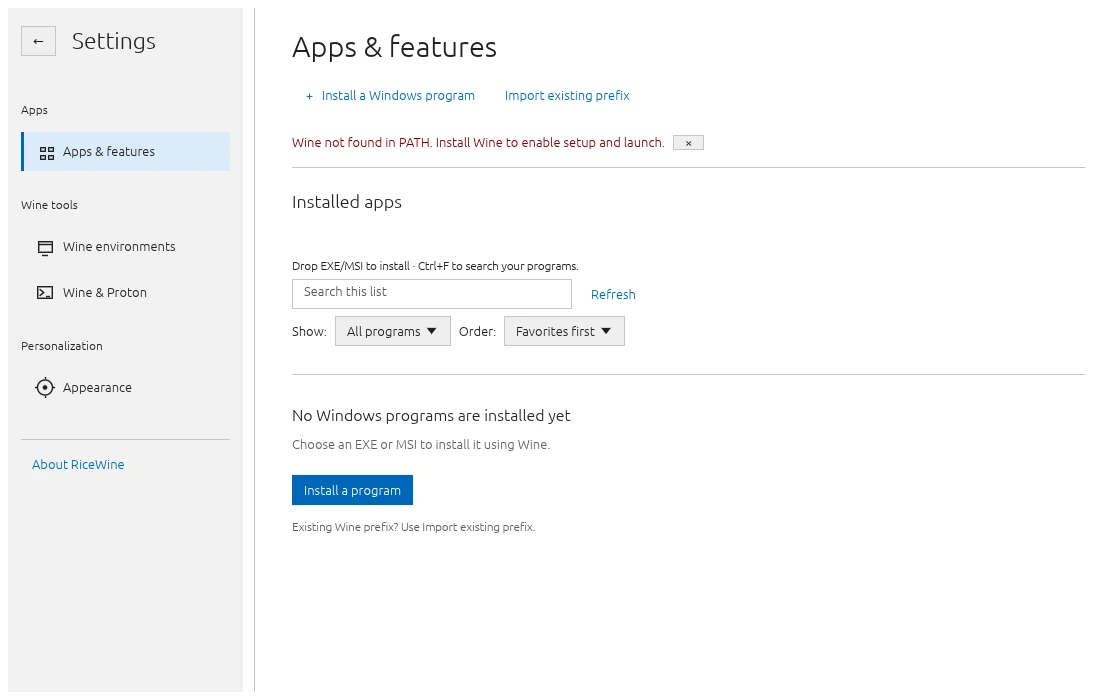 ← Settings
Apps
Apps & features
Wine tools
Wine environments
Wine & Proton
Personalization
Appearance
About RiceWine
Apps & features
+ Install a Windows program Import existing prefix
Wine not found in PATH. Install Wine to enable setup and launch. ×
Installed apps
Drop EXE/MSI to install · Ctrl+F to search your programs.
Search this list Refresh
Show: All programs ▼ Order: Favorites first ▼
No Windows programs are installed yet
Choose an EXE or MSI to install it using Wine.
Install a program
Existing Wine prefix? Use Import existing prefix.